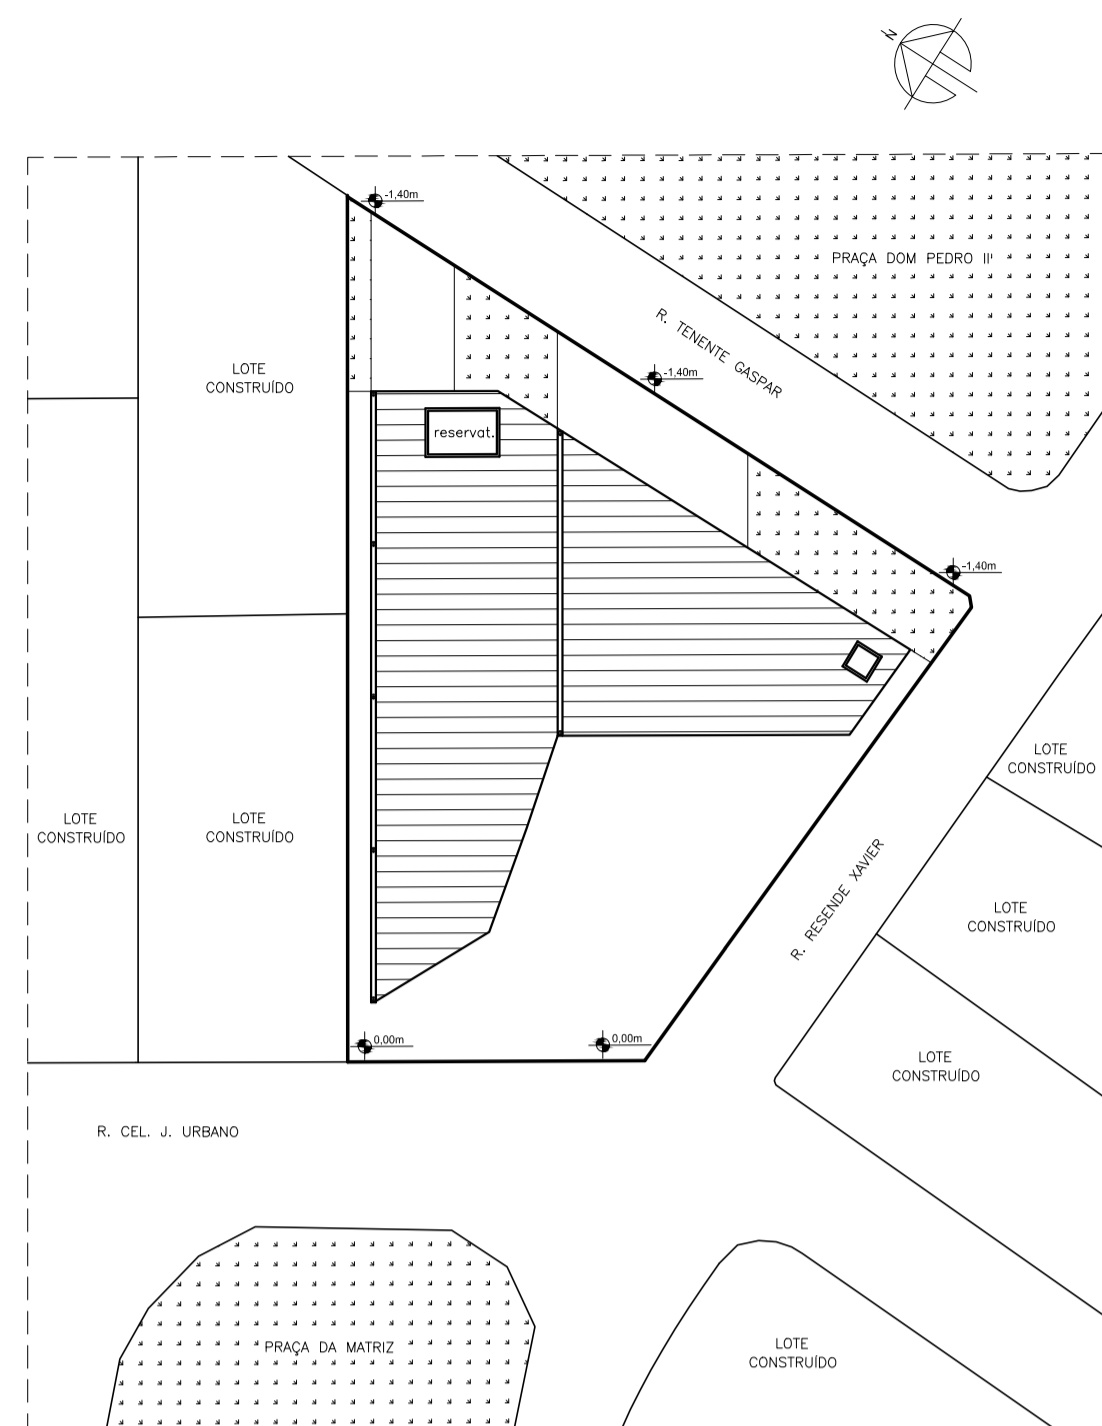 N
-1,40m
PRAÇA DOM PEDRO II'
R. TENENTE GASPAR
-1,40m
LOTE
CONSTRUÍDO
reservat.
-1,40m
LOTE
CONSTRUÍDO
LOTE
CONSTRUÍDO
LOTE
CONSTRUÍDO
R. RESENDE XAVIER
LOTE
CONSTRUÍDO
0,00m
0,00m
LOTE
CONSTRUÍDO
R. CEL. J. URBANO
PRAÇA DA MATRIZ
LOTE
CONSTRUÍDO